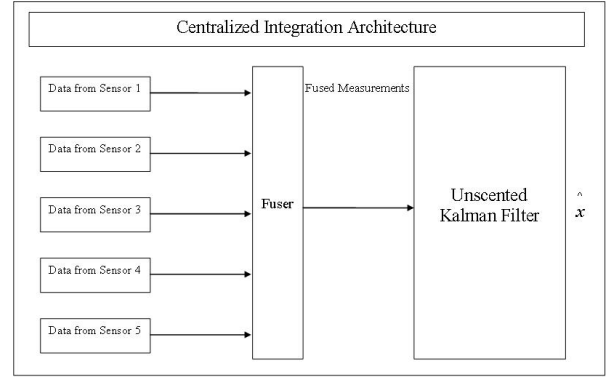 Centralized Integration Architecture
Data from Sensor 1
Fused Measurements
Data from Sensor 2
Data from Sensor 3
Fuser
Unscented
Kalman Filter
x̂
Data from Sensor 4
Data from Sensor 5